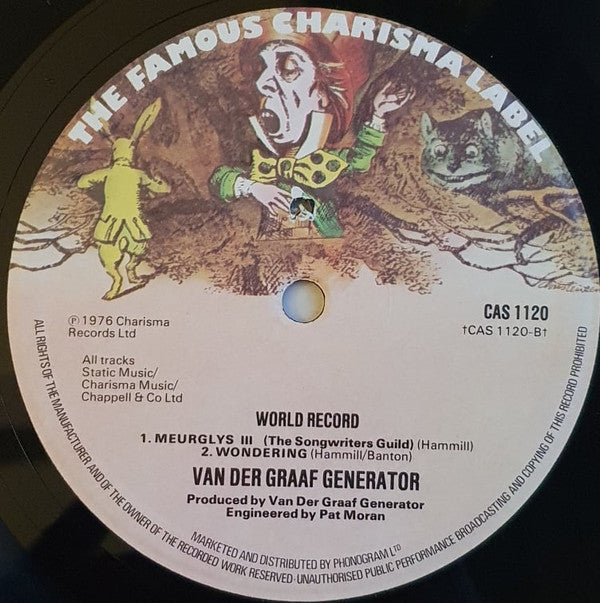 THE FAMOUS CHARISMA LABEL
CAS 1120
†CAS 1120-B†
℗ 1976 Charisma
Records Ltd
All tracks
Static Music/
Charisma Music/
Chappell & Co Ltd
WORLD RECORD
1. MEURGLYS III (The Songwriters Guild) (Hammill)
2. WONDERING (Hammill/Banton)
VAN DER GRAAF GENERATOR
Produced by Van Der Graaf Generator
Engineered by Pat Moran
MARKETED AND DISTRIBUTED BY PHONOGRAM LTD
ALL RIGHTS OF THE MANUFACTURER AND OF THE OWNER OF THE RECORDED WORK RESERVED · UNAUTHORISED PUBLIC PERFORMANCE BROADCASTING AND COPYING OF THIS RECORD PROHIBITED